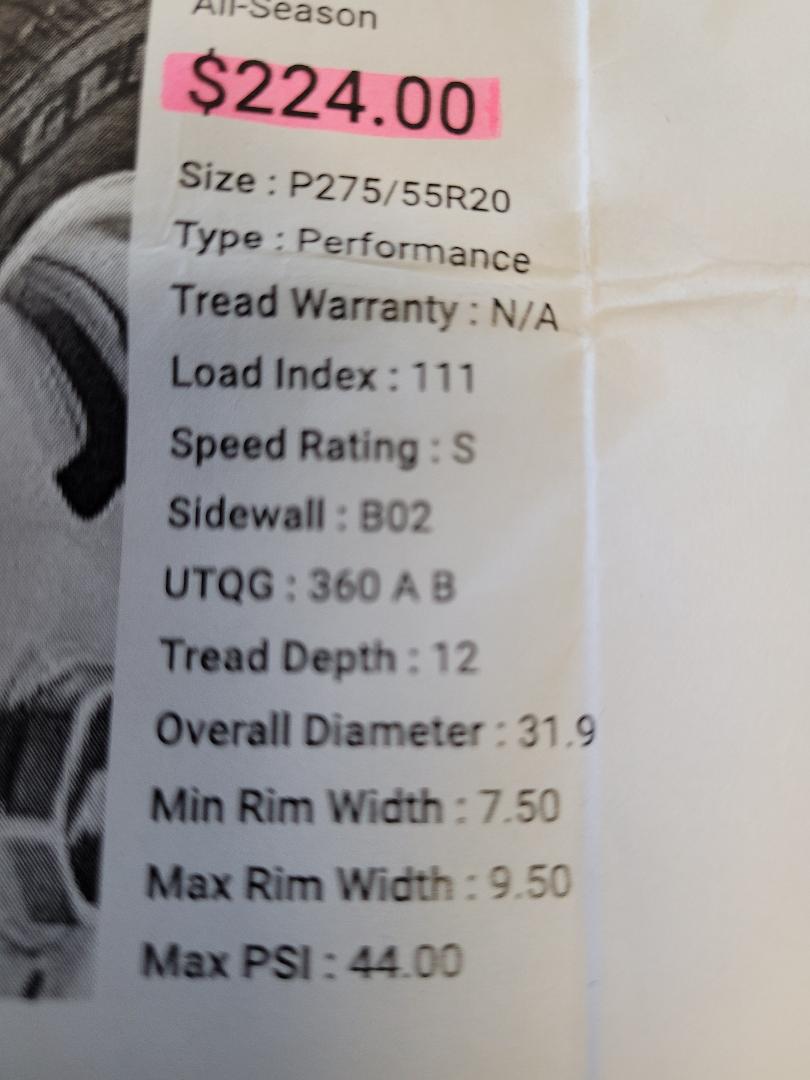 All-Season
$224.00
Size : P275/55R20
Type : Performance
Tread Warranty : N/A
Load Index : 111
Speed Rating : S
Sidewall : B02
UTQG : 360 A B
Tread Depth : 12
Overall Diameter : 31.9
Min Rim Width : 7.50
Max Rim Width : 9.50
Max PSI : 44.00